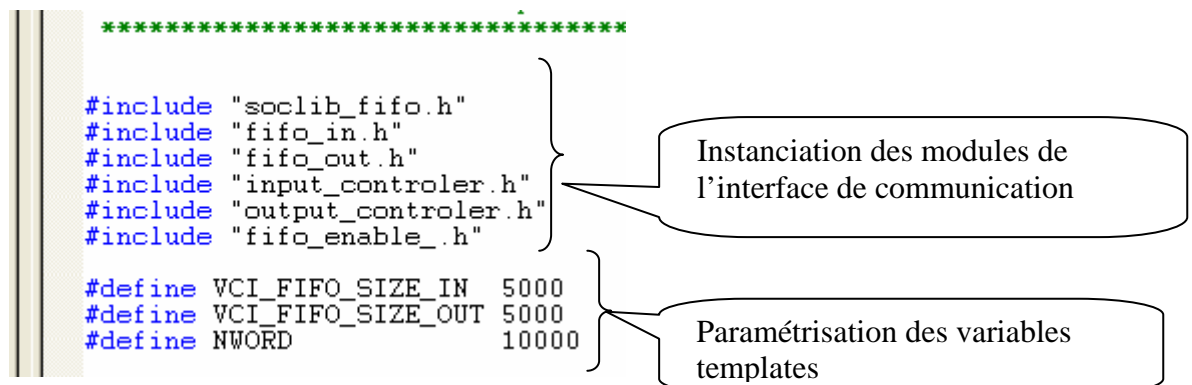 *********************************
#include "soclib_fifo.h"
#include "fifo_in.h"
#include "fifo_out.h"
#include "input_controler.h"
#include "output_controler.h"
#include "fifo_enable_.h"
Instanciation des modules de
l’interface de communication
#define VCI_FIFO_SIZE_IN 5000
#define VCI_FIFO_SIZE_OUT 5000
#define NWORD 10000
Paramétrisation des variables
templates